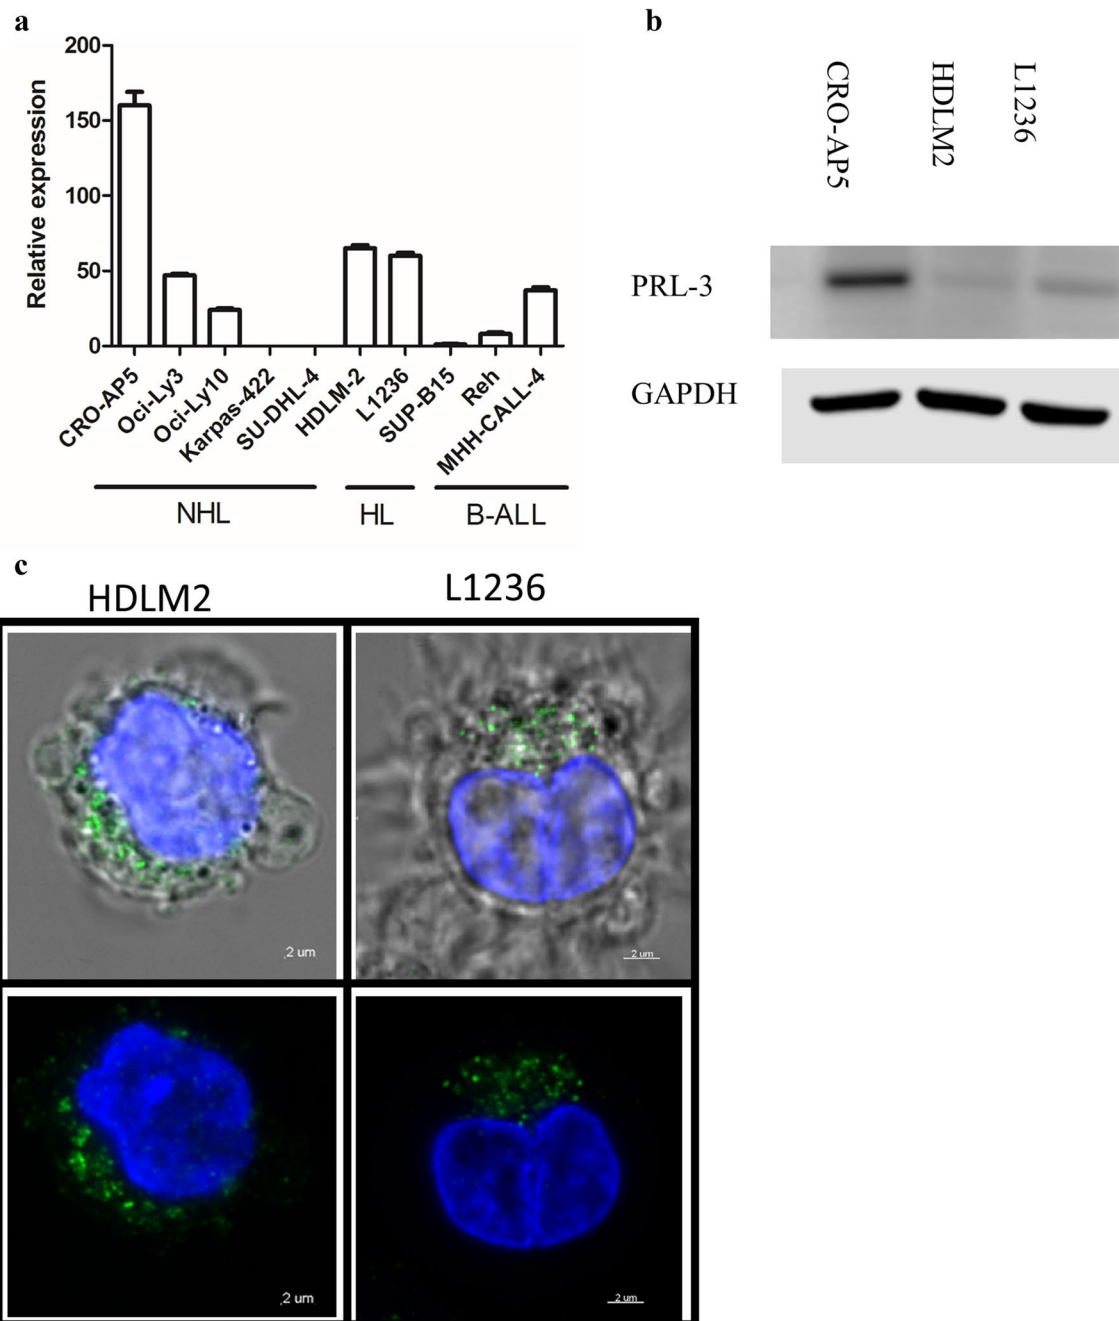 a
200
150
100
50
0
Relative expression
CRO-AP5
Oci-Ly3
Oci-Ly10
Karpas-422
SU-DHL-4
HDLM-2
L1236
SUP-B15
Reh
MHH-CALL-4
NHL
HL
B-ALL
b
CRO-AP5
HDLM2
L1236
PRL-3
GAPDH
c
HDLM2
L1236
2 um
2 um
2 um
2 um